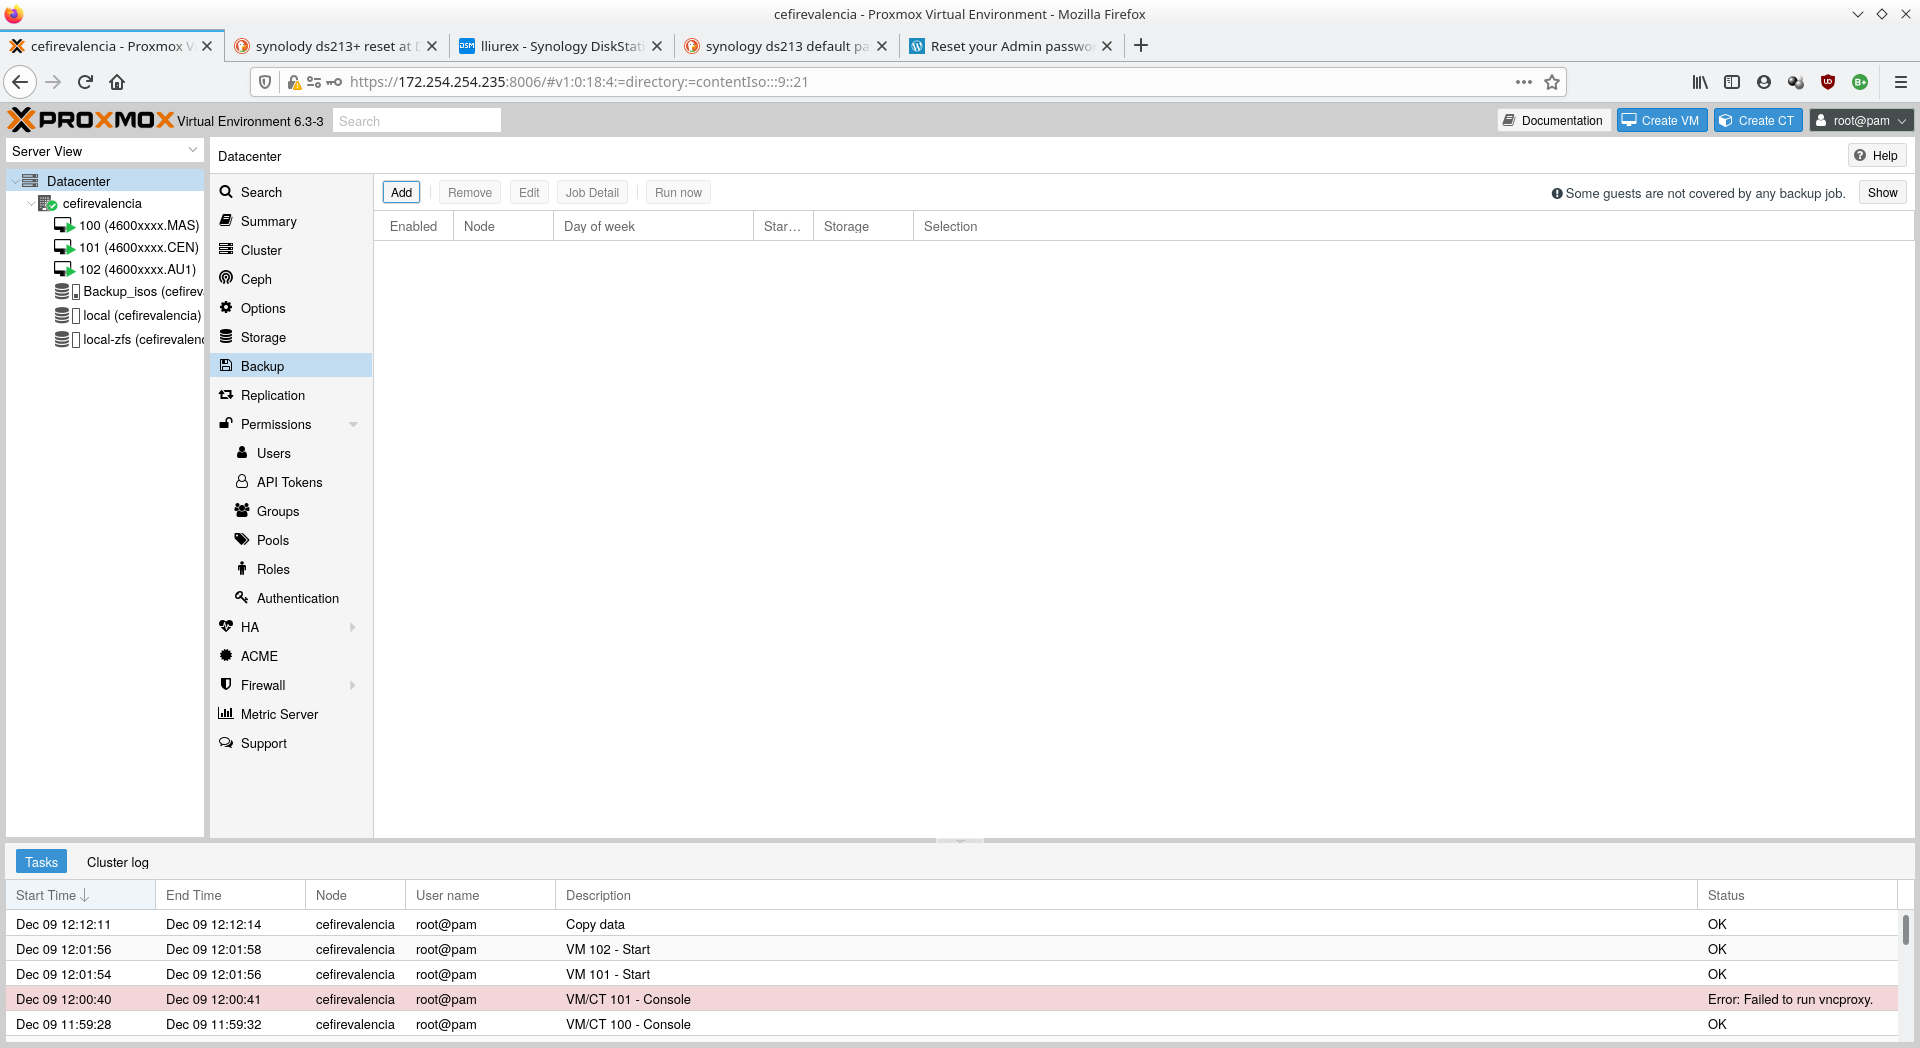 cefirevalencia - Proxmox Virtual Environment - Mozilla Firefox
cefirevalencia - Proxmox V
synolody ds213+ reset at D
lliurex - Synology DiskStati
synology ds213 default pa
Reset your Admin passwor
https://172.254.254.235:8006/#v1:0:18:4:=directory:=contentIso:::9::21
PROXMOX Virtual Environment 6.3-3 Search Documentation Create VM Create CT root@pam
Server View
Datacenter
cefirevalencia
100 (4600xxxx.MAS)
101 (4600xxxx.CEN)
102 (4600xxxx.AU1)
Backup_isos (cefirev
local (cefirevalencia)
local-zfs (cefirevalenc
Datacenter Help
Search
Summary
Cluster
Ceph
Options
Storage
Backup
Replication
Permissions
Users
API Tokens
Groups
Pools
Roles
Authentication
HA
ACME
Firewall
Metric Server
Support
Add Remove Edit Job Detail Run now Some guests are not covered by any backup job. Show
Enabled Node Day of week Star... Storage Selection
Tasks Cluster log
Start Time End Time Node User name Description Status
Dec 09 12:12:11 Dec 09 12:12:14 cefirevalencia root@pam Copy data OK
Dec 09 12:01:56 Dec 09 12:01:58 cefirevalencia root@pam VM 102 - Start OK
Dec 09 12:01:54 Dec 09 12:01:56 cefirevalencia root@pam VM 101 - Start OK
Dec 09 12:00:40 Dec 09 12:00:41 cefirevalencia root@pam VM/CT 101 - Console Error: Failed to run vncproxy.
Dec 09 11:59:28 Dec 09 11:59:32 cefirevalencia root@pam VM/CT 100 - Console OK